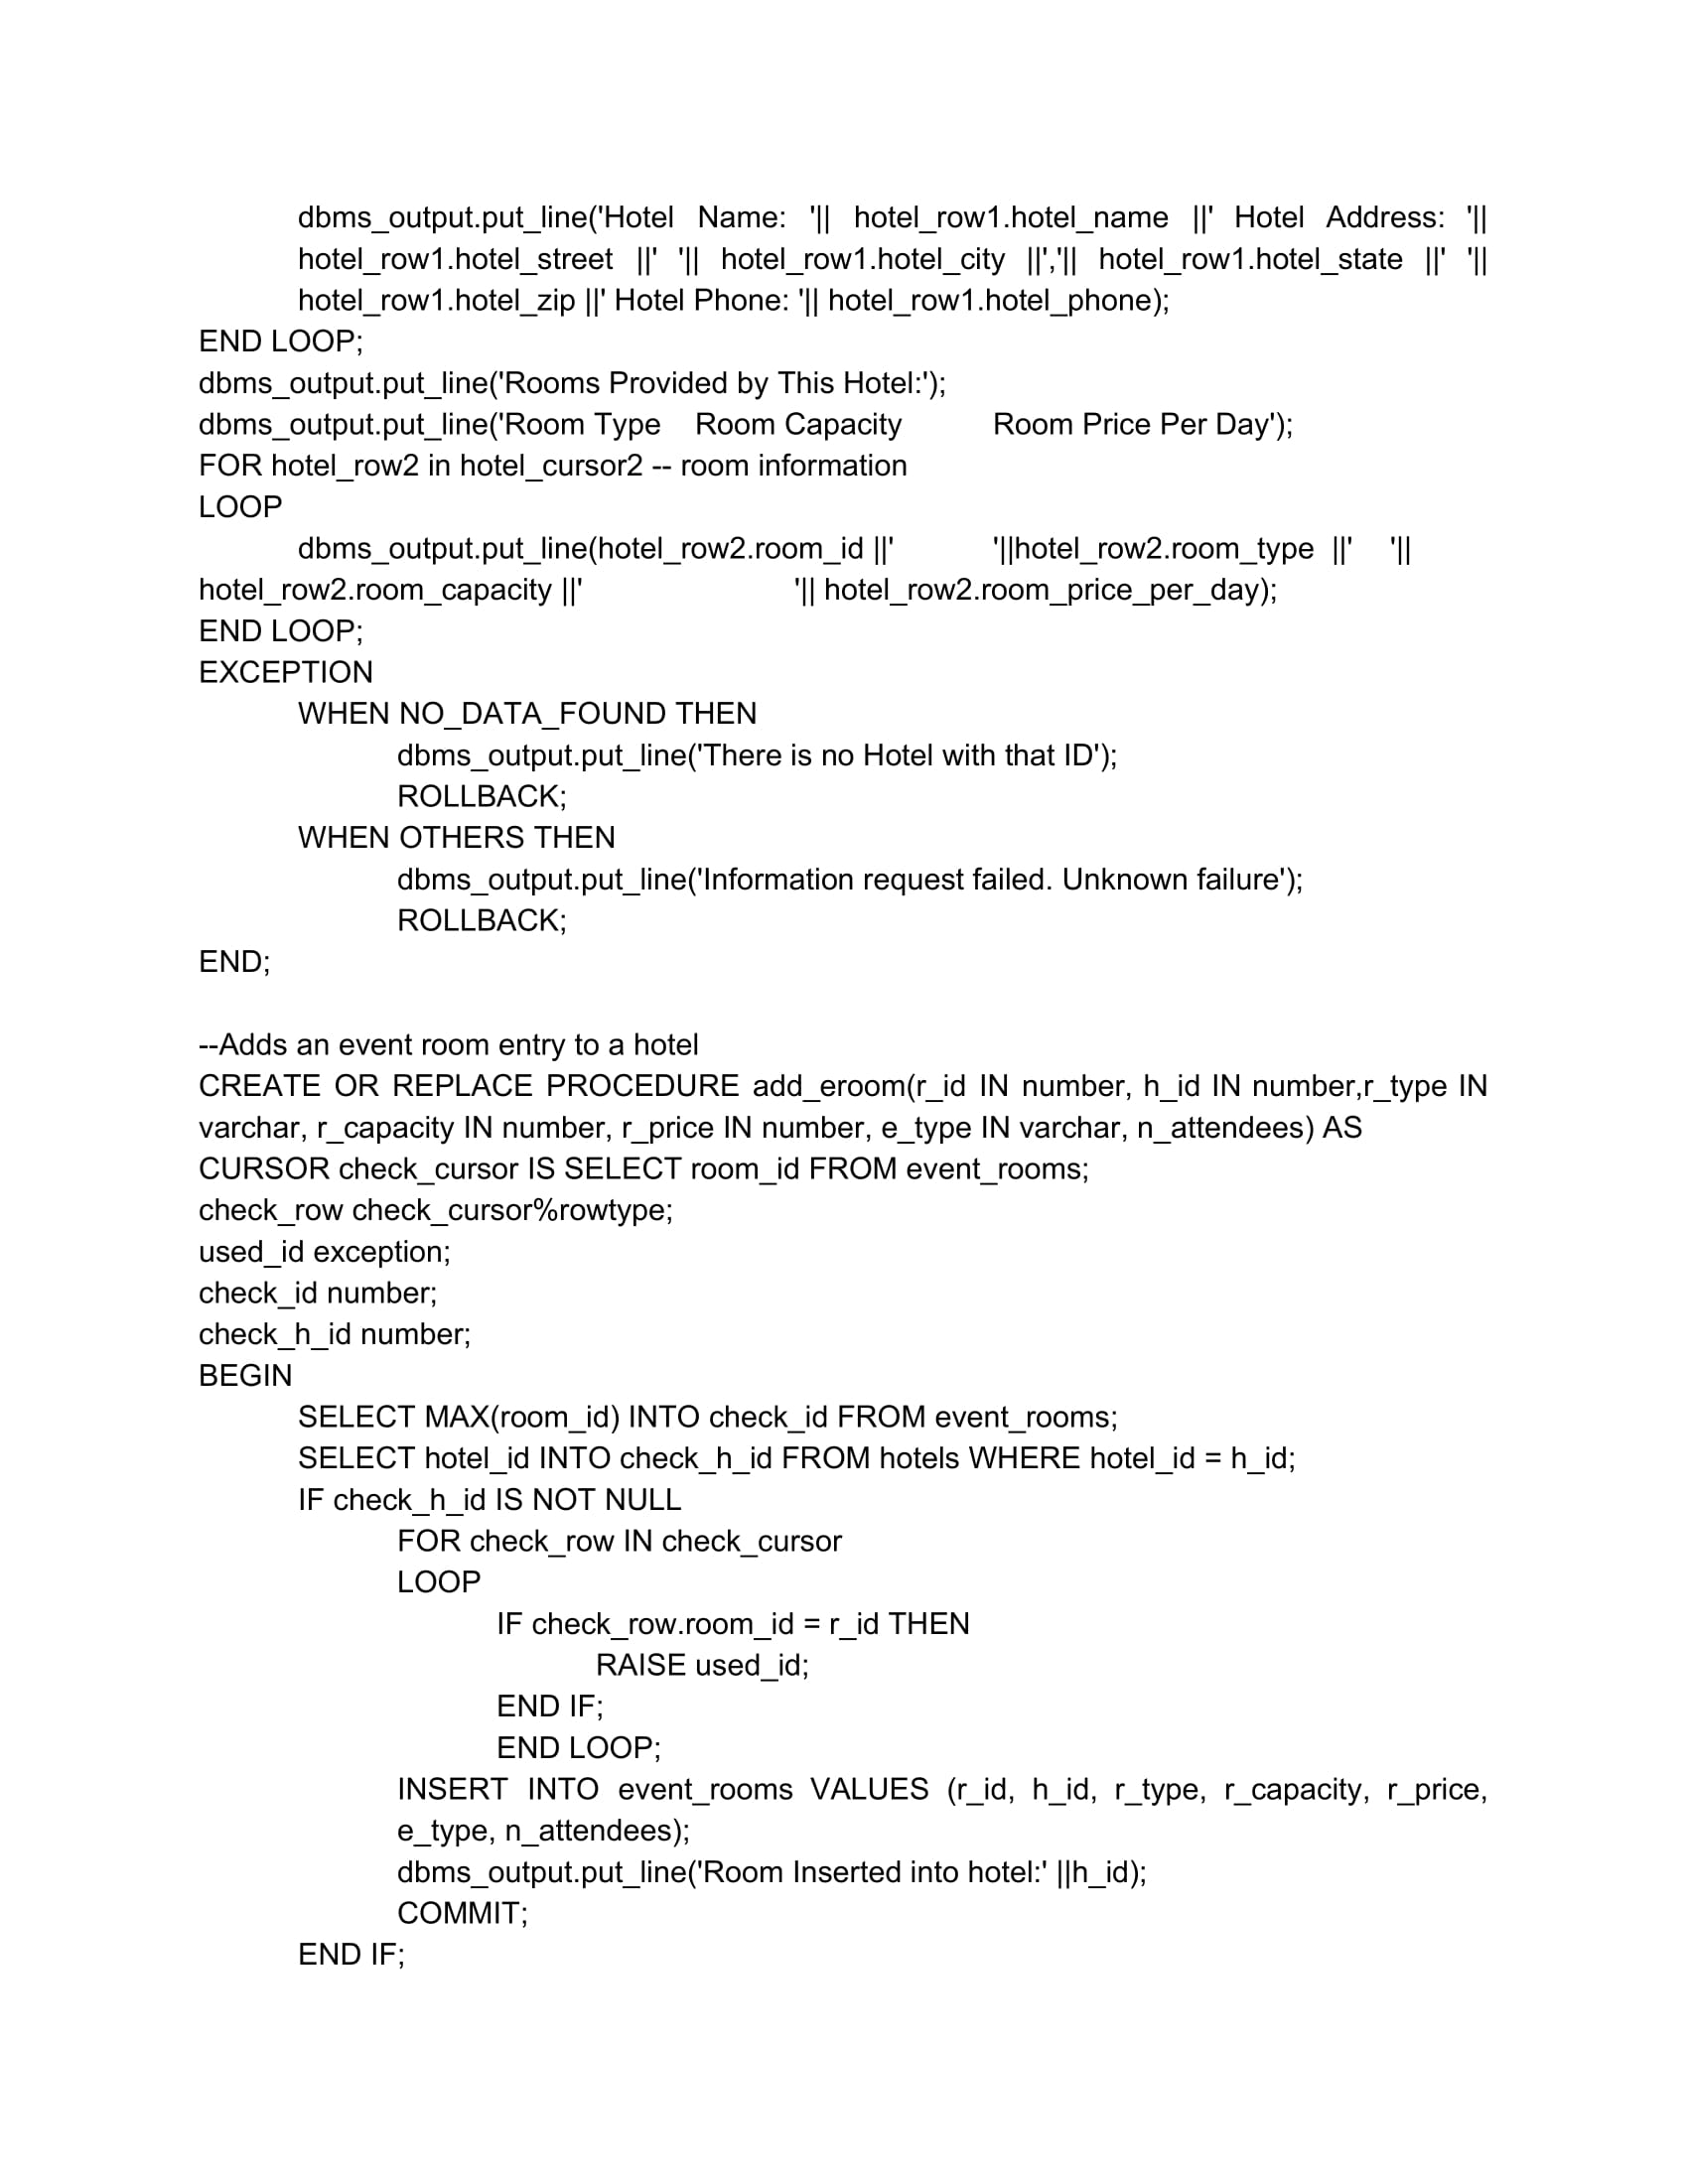 dbms_output.put_line('Hotel Name: '|| hotel_row1.hotel_name ||' Hotel Address: '||
hotel_row1.hotel_street ||' '|| hotel_row1.hotel_city ||','|| hotel_row1.hotel_state ||' '||
hotel_row1.hotel_zip ||' Hotel Phone: '|| hotel_row1.hotel_phone);
END LOOP;
dbms_output.put_line('Rooms Provided by This Hotel:');
dbms_output.put_line('Room Type    Room Capacity           Room Price Per Day');
FOR hotel_row2 in hotel_cursor2 -- room information
LOOP
dbms_output.put_line(hotel_row2.room_id ||'            '||hotel_row2.room_type  ||'    '||
hotel_row2.room_capacity ||'                         '|| hotel_row2.room_price_per_day);
END LOOP;
EXCEPTION
WHEN NO_DATA_FOUND THEN
dbms_output.put_line('There is no Hotel with that ID');
ROLLBACK;
WHEN OTHERS THEN
dbms_output.put_line('Information request failed. Unknown failure');
ROLLBACK;
END;
--Adds an event room entry to a hotel
CREATE OR REPLACE PROCEDURE add_eroom(r_id IN number, h_id IN number,r_type IN
varchar, r_capacity IN number, r_price IN number, e_type IN varchar, n_attendees) AS
CURSOR check_cursor IS SELECT room_id FROM event_rooms;
check_row check_cursor%rowtype;
used_id exception;
check_id number;
check_h_id number;
BEGIN
SELECT MAX(room_id) INTO check_id FROM event_rooms;
SELECT hotel_id INTO check_h_id FROM hotels WHERE hotel_id = h_id;
IF check_h_id IS NOT NULL
FOR check_row IN check_cursor
LOOP
IF check_row.room_id = r_id THEN
RAISE used_id;
END IF;
END LOOP;
INSERT INTO event_rooms VALUES (r_id, h_id, r_type, r_capacity, r_price,
e_type, n_attendees);
dbms_output.put_line('Room Inserted into hotel:' ||h_id);
COMMIT;
END IF;